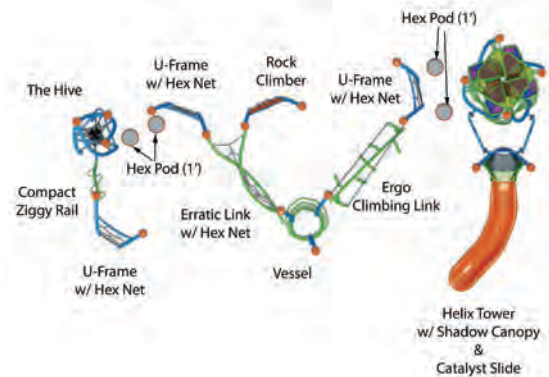 Hex Pod (1')
U-Frame
w/ Hex Net
Rock
Climber
U-Frame
w/ Hex Net
The Hive
Hex Pod (1')
Compact
Ziggy Rail
Erratic Link
w/ Hex Net
Ergo
Climbing Link
U-Frame
w/ Hex Net
Vessel
Helix Tower
w/ Shadow Canopy
&
Catalyst Slide